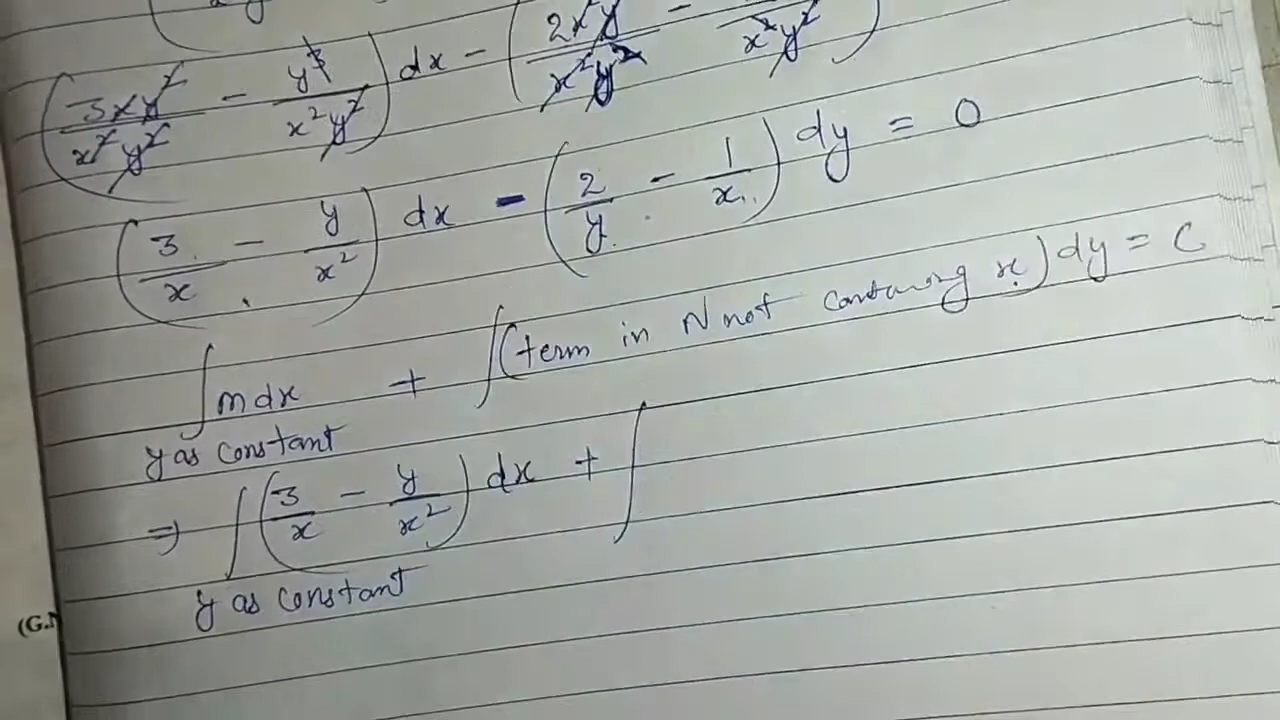 (3xy²/x²y² - y³/x²y²) dx - (2x²y/x²y² - /x²y²)
(3/x - y/x²) dx - (2/y - 1/x) dy = 0
∫ m dx + ∫(term in N not containing x) dy = C
y as constant
⇒ ∫(3/x - y/x²) dx + ∫
y as constant
(G.